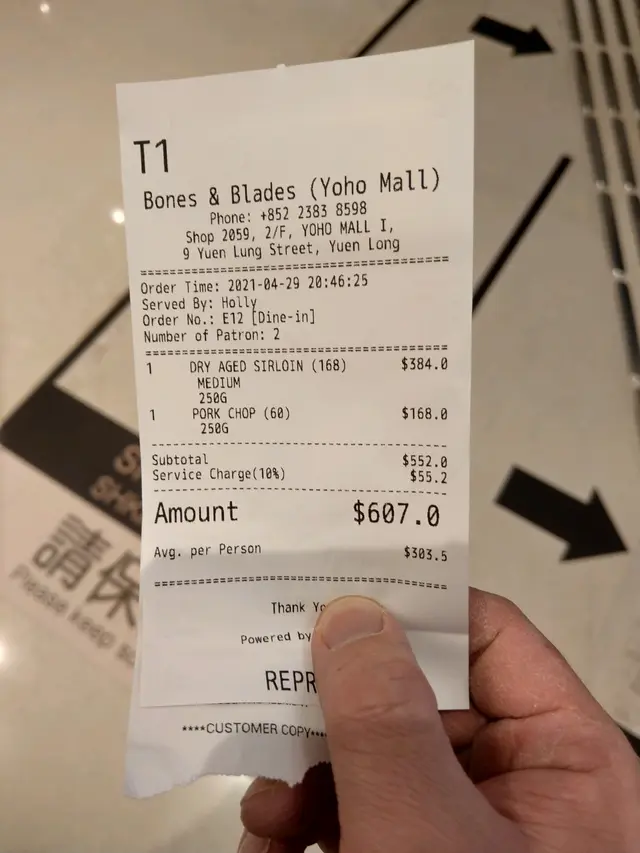 T1
Bones & Blades (Yoho Mall)
Phone: +852 2383 8598
Shop 2059, 2/F, YOHO MALL I,
9 Yuen Lung Street, Yuen Long
Order Time: 2021-04-29 20:46:25
Served By: Holly
Order No.: E12 [Dine-in]
Number of Patron: 2
1 DRY AGED SIRLOIN (168) $384.0
MEDIUM
250G
1 PORK CHOP (60) $168.0
250G
Subtotal $552.0
Service Charge(10%) $55.2
Amount $607.0
Avg. per Person $303.5
Thank
Powered by
****CUSTOMER COPY****
請保
Please keep